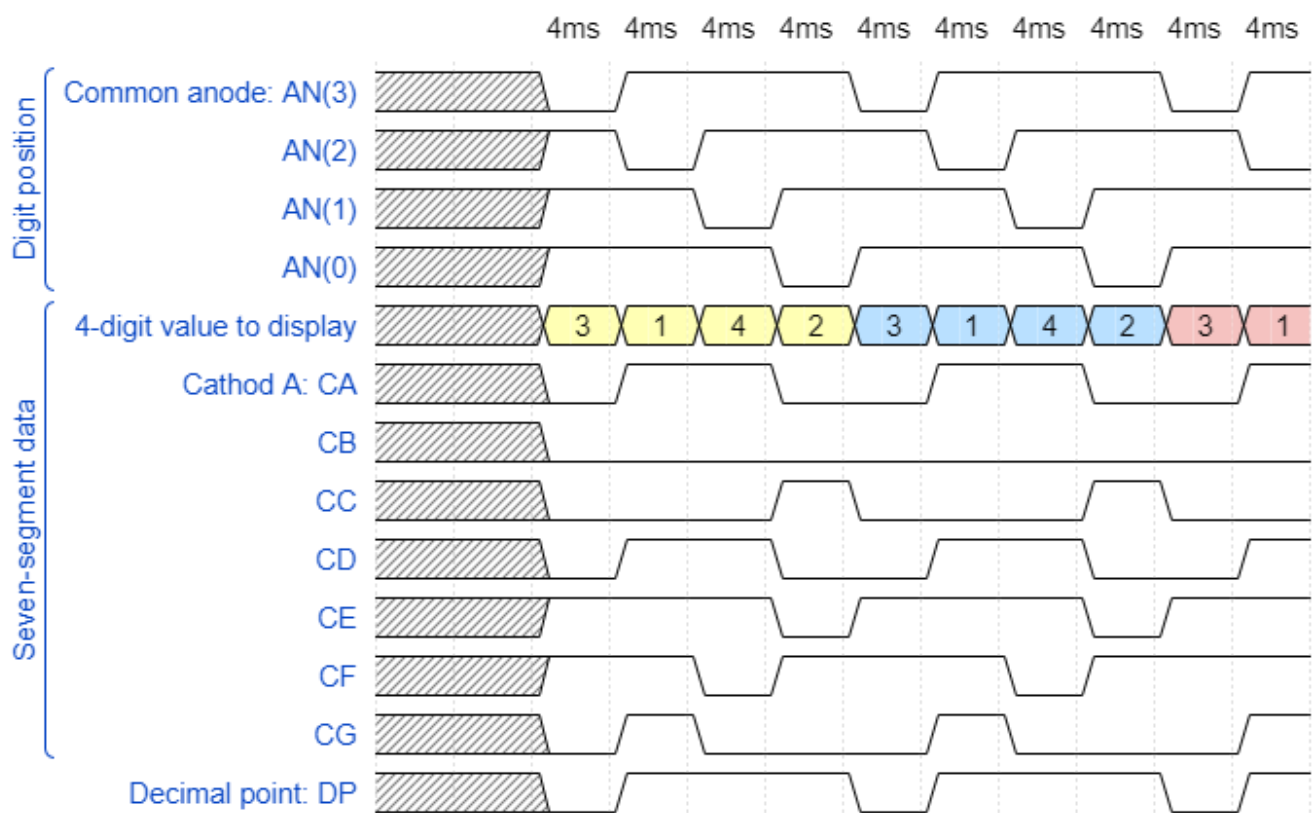 4ms 4ms 4ms 4ms 4ms 4ms 4ms 4ms 4ms 4ms
Digit position
Common anode: AN(3)
AN(2)
AN(1)
AN(0)
Seven-segment data
4-digit value to display 3 1 4 2 3 1 4 2 3 1
Cathod A: CA
CB
CC
CD
CE
CF
CG
Decimal point: DP